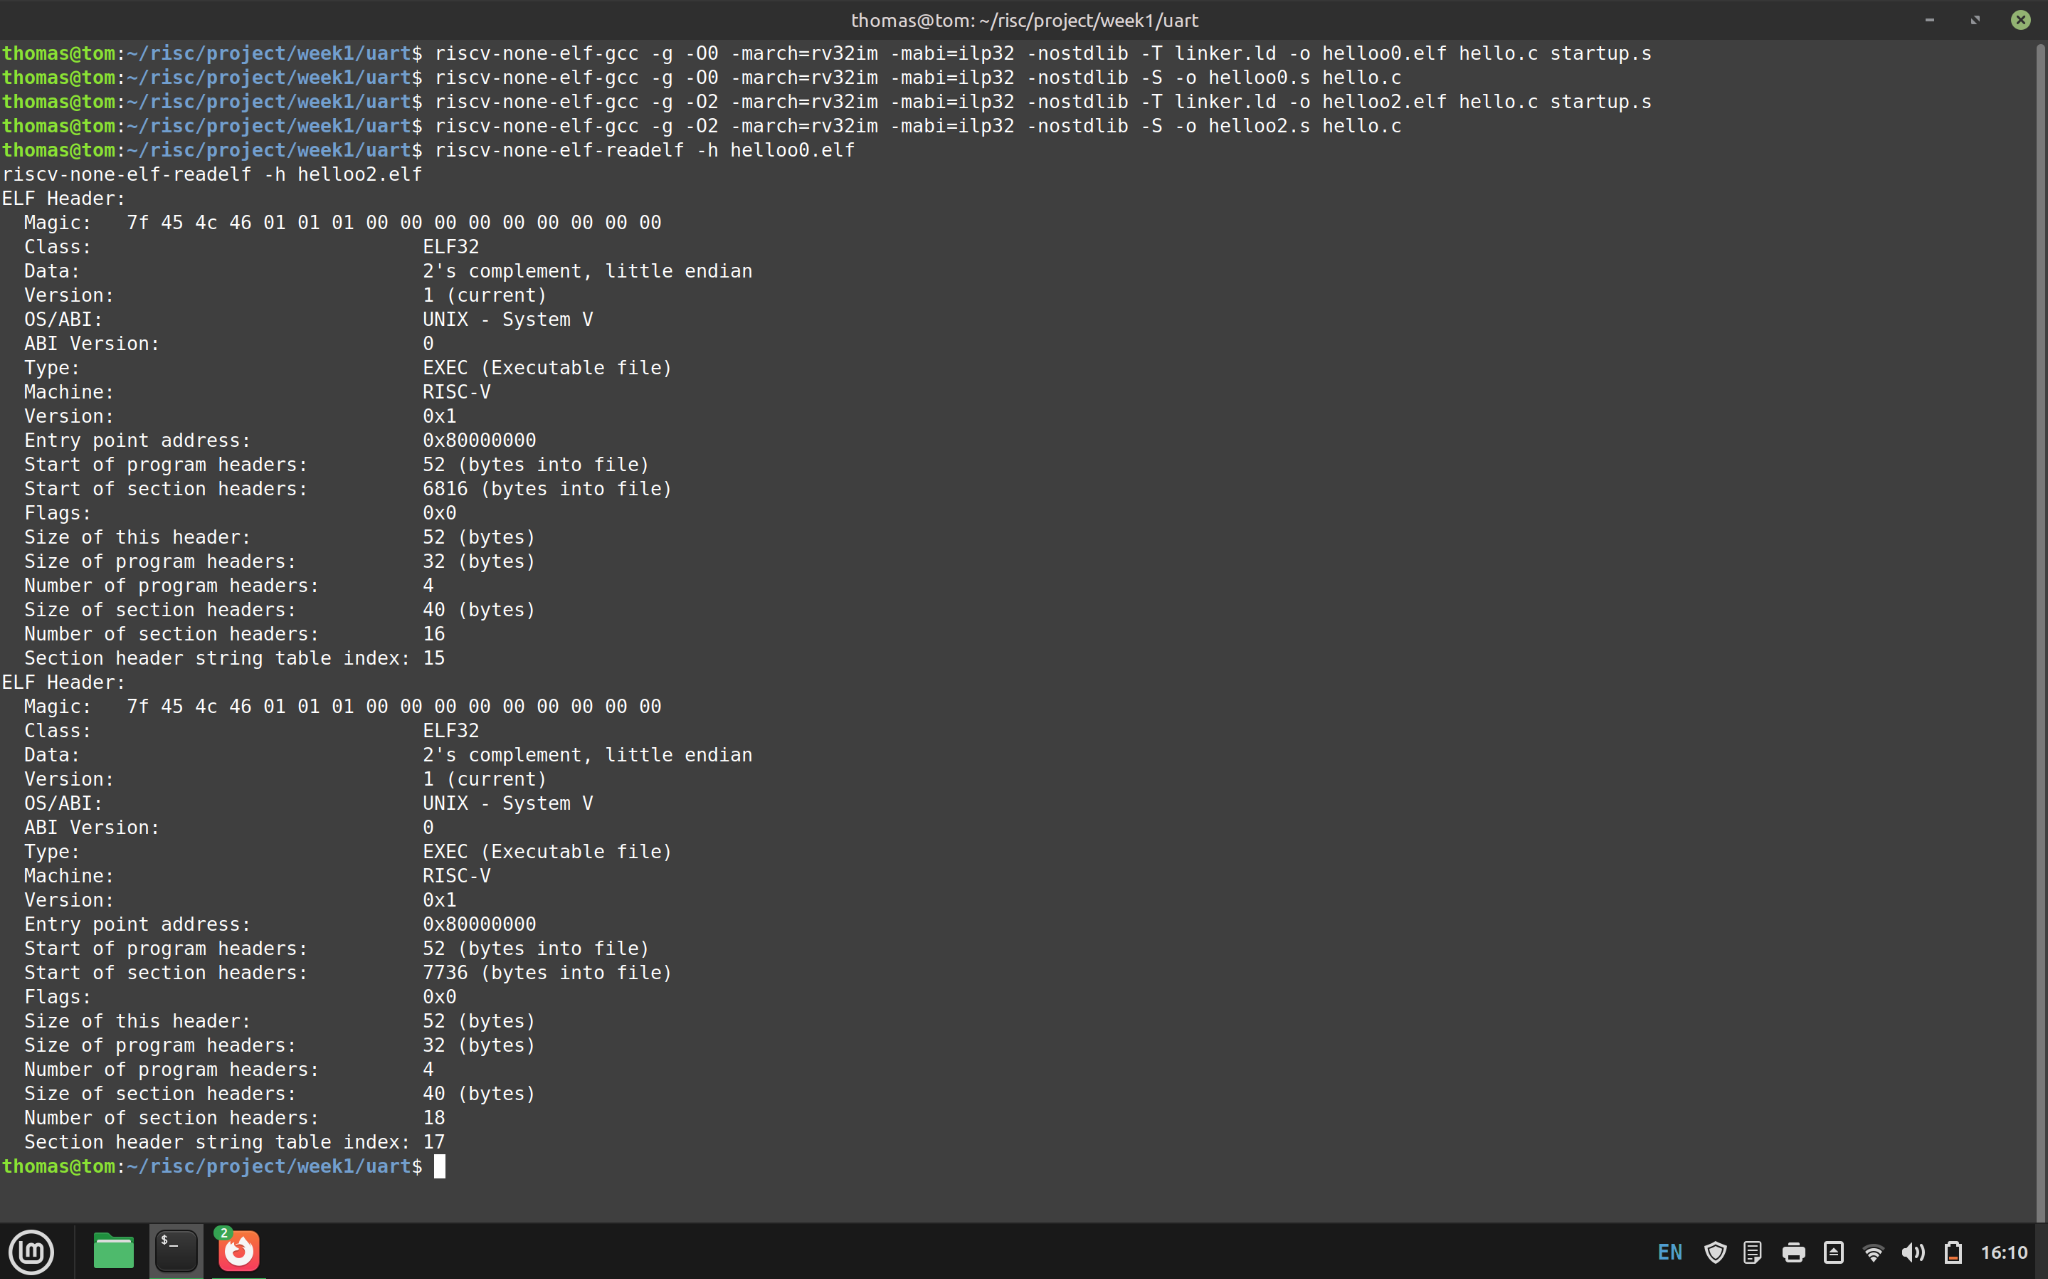 thomas@tom: ~/risc/project/week1/uart
thomas@tom:~/risc/project/week1/uart$ riscv-none-elf-gcc -g -O0 -march=rv32im -mabi=ilp32 -nostdlib -T linker.ld -o helloo0.elf hello.c startup.s
thomas@tom:~/risc/project/week1/uart$ riscv-none-elf-gcc -g -O0 -march=rv32im -mabi=ilp32 -nostdlib -S -o helloo0.s hello.c
thomas@tom:~/risc/project/week1/uart$ riscv-none-elf-gcc -g -O2 -march=rv32im -mabi=ilp32 -nostdlib -T linker.ld -o helloo2.elf hello.c startup.s
thomas@tom:~/risc/project/week1/uart$ riscv-none-elf-gcc -g -O2 -march=rv32im -mabi=ilp32 -nostdlib -S -o helloo2.s hello.c
thomas@tom:~/risc/project/week1/uart$ riscv-none-elf-readelf -h helloo0.elf
riscv-none-elf-readelf -h helloo2.elf
ELF Header:
  Magic:   7f 45 4c 46 01 01 01 00 00 00 00 00 00 00 00 00
  Class:                             ELF32
  Data:                              2's complement, little endian
  Version:                           1 (current)
  OS/ABI:                            UNIX - System V
  ABI Version:                       0
  Type:                              EXEC (Executable file)
  Machine:                           RISC-V
  Version:                           0x1
  Entry point address:               0x80000000
  Start of program headers:          52 (bytes into file)
  Start of section headers:          6816 (bytes into file)
  Flags:                             0x0
  Size of this header:               52 (bytes)
  Size of program headers:           32 (bytes)
  Number of program headers:         4
  Size of section headers:           40 (bytes)
  Number of section headers:         16
  Section header string table index: 15
ELF Header:
  Magic:   7f 45 4c 46 01 01 01 00 00 00 00 00 00 00 00 00
  Class:                             ELF32
  Data:                              2's complement, little endian
  Version:                           1 (current)
  OS/ABI:                            UNIX - System V
  ABI Version:                       0
  Type:                              EXEC (Executable file)
  Machine:                           RISC-V
  Version:                           0x1
  Entry point address:               0x80000000
  Start of program headers:          52 (bytes into file)
  Start of section headers:          7736 (bytes into file)
  Flags:                             0x0
  Size of this header:               52 (bytes)
  Size of program headers:           32 (bytes)
  Number of program headers:         4
  Size of section headers:           40 (bytes)
  Number of section headers:         18
  Section header string table index: 17
thomas@tom:~/risc/project/week1/uart$
$_ 2 EN 16:10